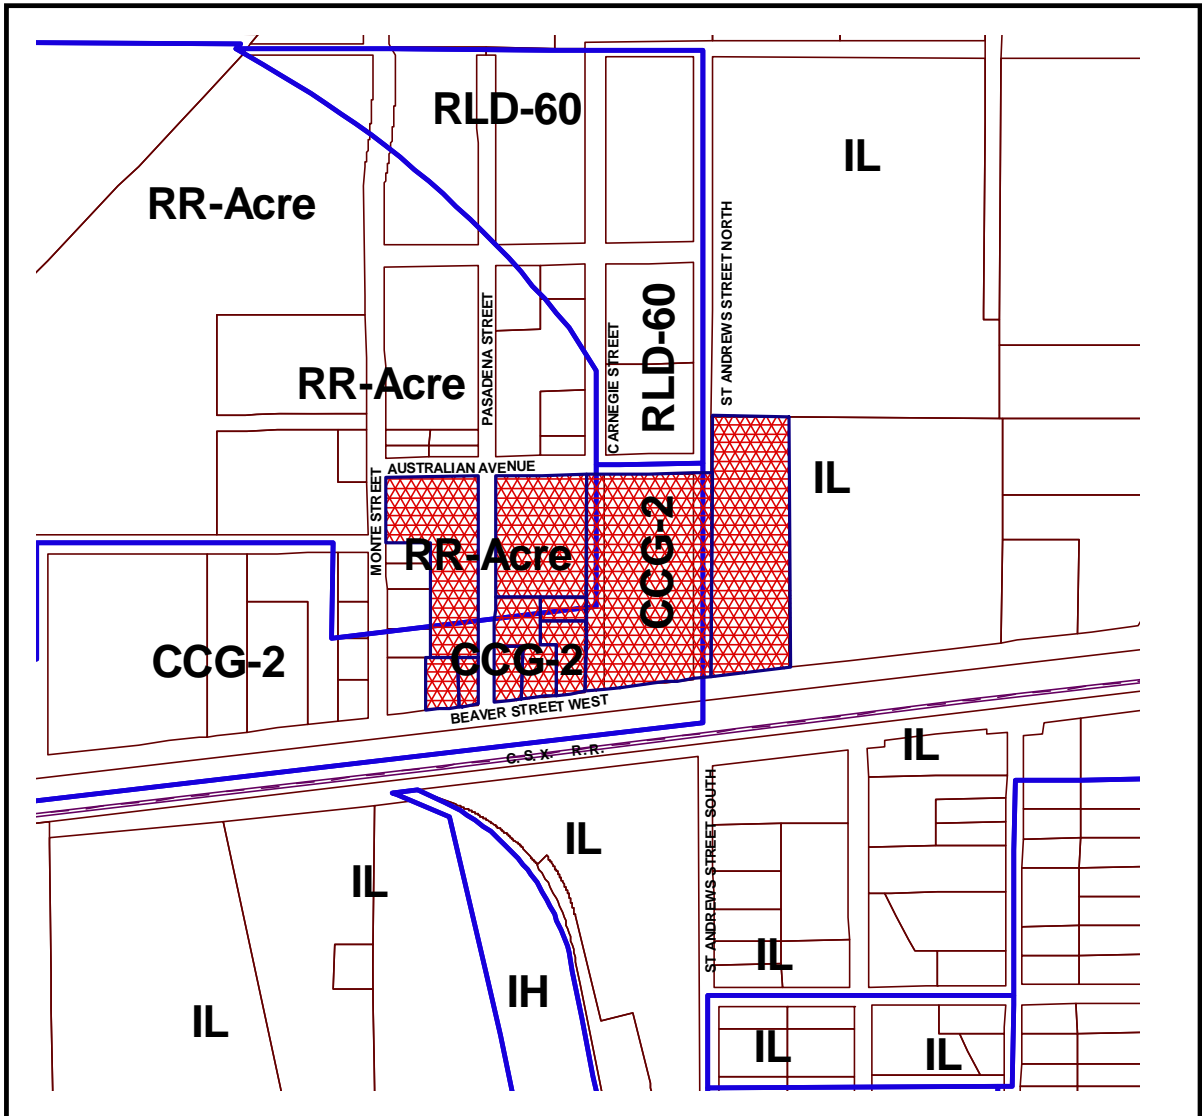 RLD-60
IL
RR-Acre
ST ANDREWS STREET NORTH
RLD-60
PASADENA STREET
CARNEGIE STREET
RR-Acre
AUSTRALIAN AVENUE
MONTE STREET
IL
RR-Acre
CCG-2
CCG-2
CCG-2
BEAVER STREET WEST
C.S.X. R.R.
IL
ST ANDREWS STREET SOUTH
IL
IL
IL
IH
IL
IL
IL